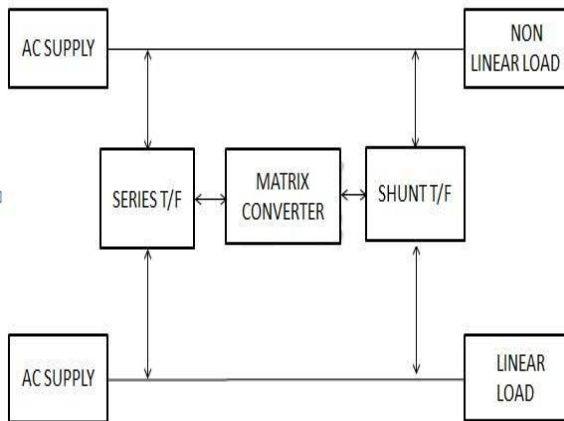 AC SUPPLY
NON
LINEAR LOAD
SERIES T/F
MATRIX
CONVERTER
SHUNT T/F
AC SUPPLY
LINEAR
LOAD